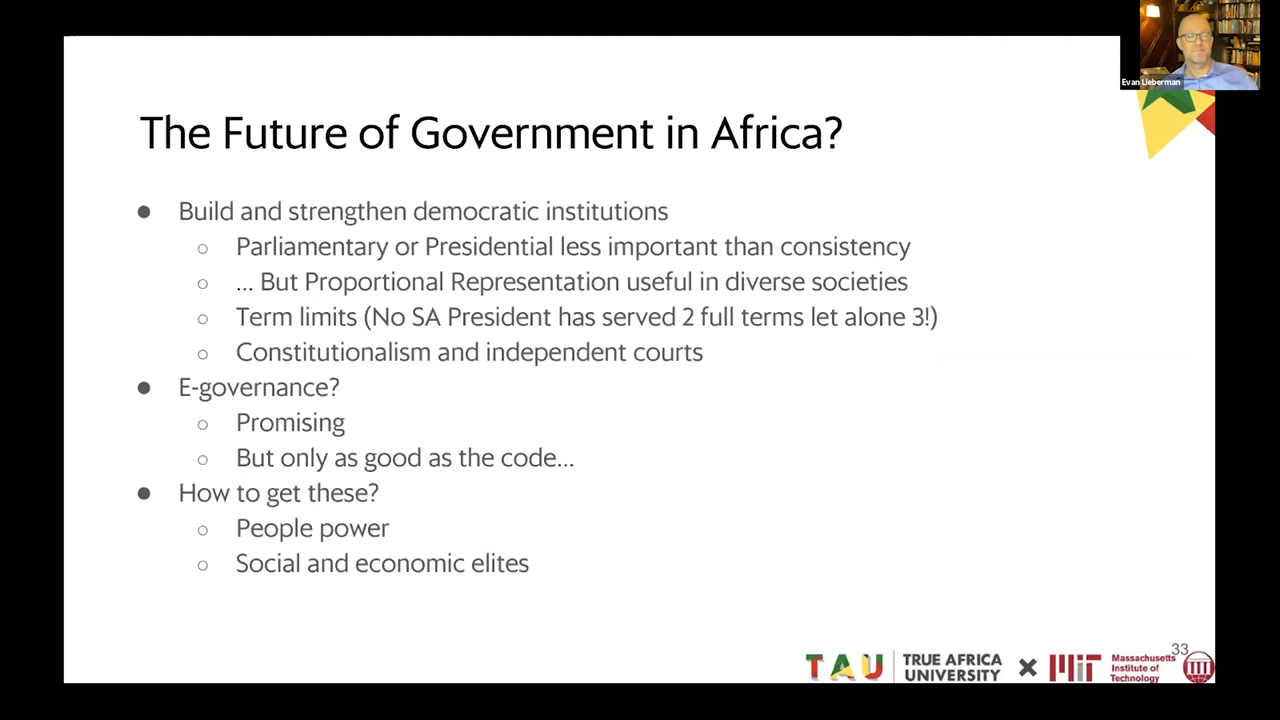 Evan Lieberman
The Future of Government in Africa?
● Build and strengthen democratic institutions
○ Parliamentary or Presidential less important than consistency
○ ... But Proportional Representation useful in diverse societies
○ Term limits (No SA President has served 2 full terms let alone 3!)
○ Constitutionalism and independent courts
● E-governance?
○ Promising
○ But only as good as the code...
● How to get these?
○ People power
○ Social and economic elites
33
TAU
TRUE AFRICA
UNIVERSITY
×
MIT
Massachusetts
Institute of
Technology